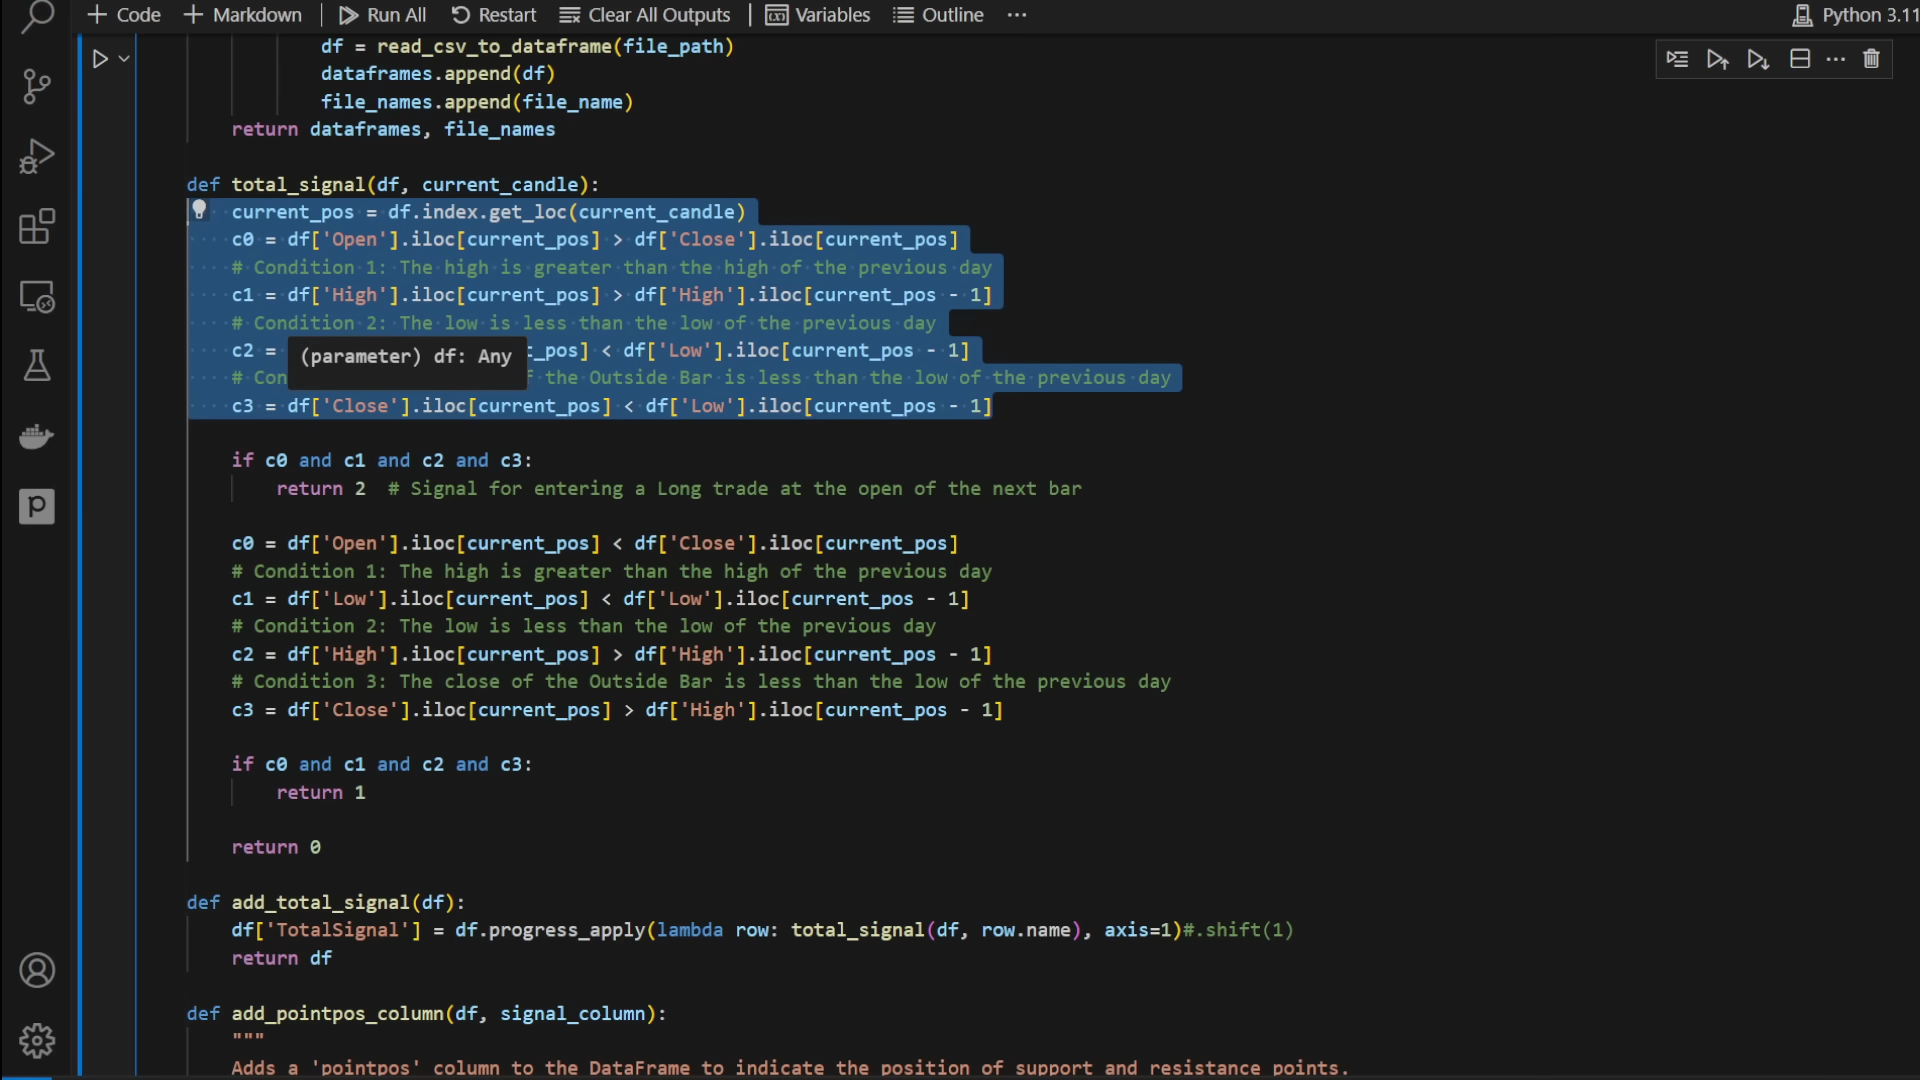 Code Markdown Run All Restart Clear All Outputs Variables Outline ... Python 3.11
df = read_csv_to_dataframe(file_path)
dataframes.append(df)
file_names.append(file_name)
return dataframes, file_names
def total_signal(df, current_candle):
current_pos = df.index.get_loc(current_candle)
c0 = df['Open'].iloc[current_pos] > df['Close'].iloc[current_pos]
# Condition 1: The high is greater than the high of the previous day
c1 = df['High'].iloc[current_pos] > df['High'].iloc[current_pos - 1]
# Condition 2: The low is less than the low of the previous day
c2 = t_pos] < df['Low'].iloc[current_pos - 1]
(parameter) df: Any
# Con f the Outside Bar is less than the low of the previous day
c3 = df['Close'].iloc[current_pos] < df['Low'].iloc[current_pos - 1]
if c0 and c1 and c2 and c3:
return 2 # Signal for entering a Long trade at the open of the next bar
c0 = df['Open'].iloc[current_pos] < df['Close'].iloc[current_pos]
# Condition 1: The high is greater than the high of the previous day
c1 = df['Low'].iloc[current_pos] < df['Low'].iloc[current_pos - 1]
# Condition 2: The low is less than the low of the previous day
c2 = df['High'].iloc[current_pos] > df['High'].iloc[current_pos - 1]
# Condition 3: The close of the Outside Bar is less than the low of the previous day
c3 = df['Close'].iloc[current_pos] > df['High'].iloc[current_pos - 1]
if c0 and c1 and c2 and c3:
return 1
return 0
def add_total_signal(df):
df['TotalSignal'] = df.progress_apply(lambda row: total_signal(df, row.name), axis=1)#.shift(1)
return df
def add_pointpos_column(df, signal_column):
"""
Adds a 'pointpos' column to the DataFrame to indicate the position of support and resistance points.